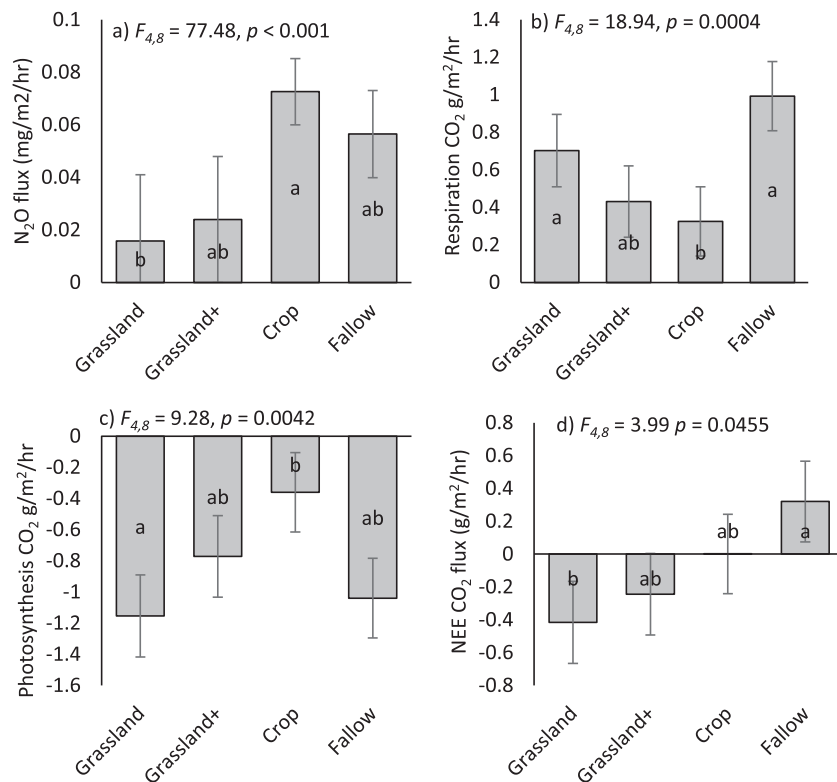 a) F4,8 = 77.48, p < 0.001
N2O flux (mg/m2/hr)
0.1
0.08
0.06
0.04
0.02
0
b
ab
a
ab
Grassland
Grassland+
Crop
Fallow
b) F4,8 = 18.94, p = 0.0004
Respiration CO2 g/m²/hr
1.4
1.2
1
0.8
0.6
0.4
0.2
0
a
ab
b
a
Grassland
Grassland+
Crop
Fallow
c) F4,8 = 9.28, p = 0.0042
Photosynthesis CO2 g/m²/hr
0
-0.2
-0.4
-0.6
-0.8
-1
-1.2
-1.4
-1.6
a
ab
b
ab
Grassland
Grassland+
Crop
Fallow
d) F4,8 = 3.99 p = 0.0455
NEE CO2 flux (g/m²/hr)
0.8
0.6
0.4
0.2
0
-0.2
-0.4
-0.6
-0.8
b
ab
ab
a
Grassland
Grassland+
Crop
Fallow